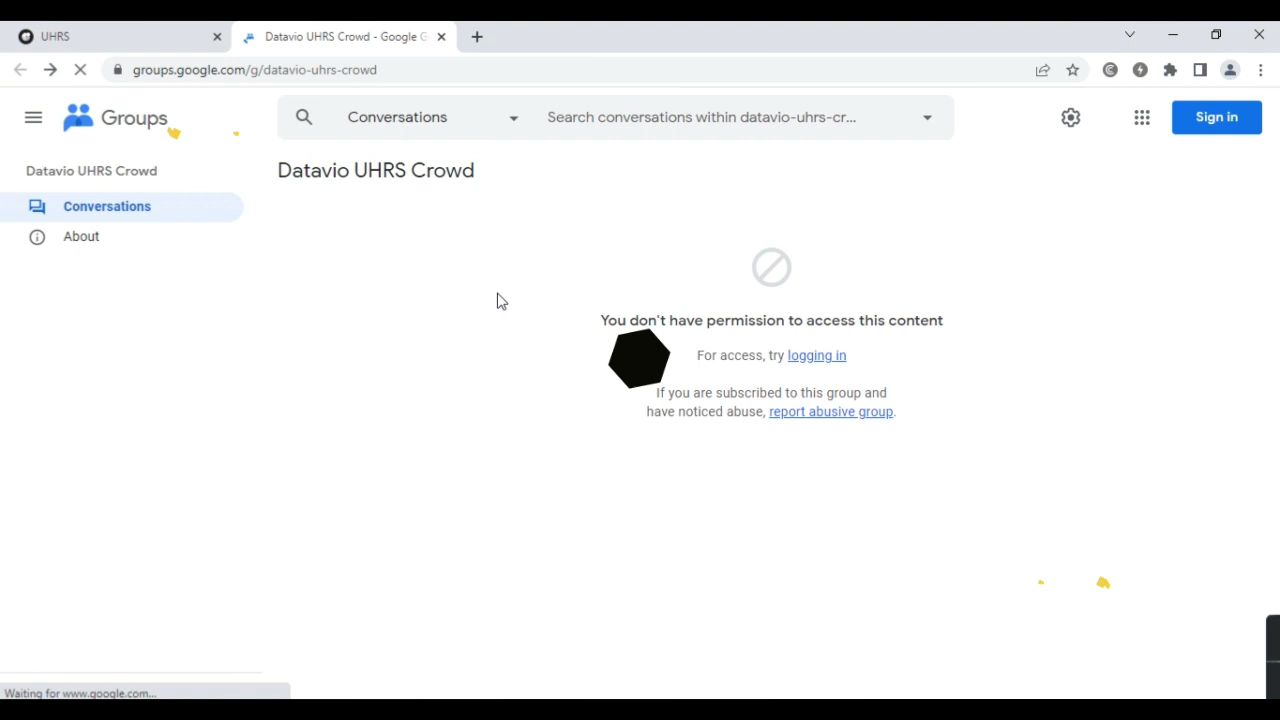 UHRS
Datavio UHRS Crowd - Google G
groups.google.com/g/datavio-uhrs-crowd
Groups
Conversations
Search conversations within datavio-uhrs-cr...
Sign in
Datavio UHRS Crowd
Datavio UHRS Crowd
Conversations
About
You don't have permission to access this content
For access, try logging in
If you are subscribed to this group and
have noticed abuse, report abusive group.
Waiting for www.google.com...